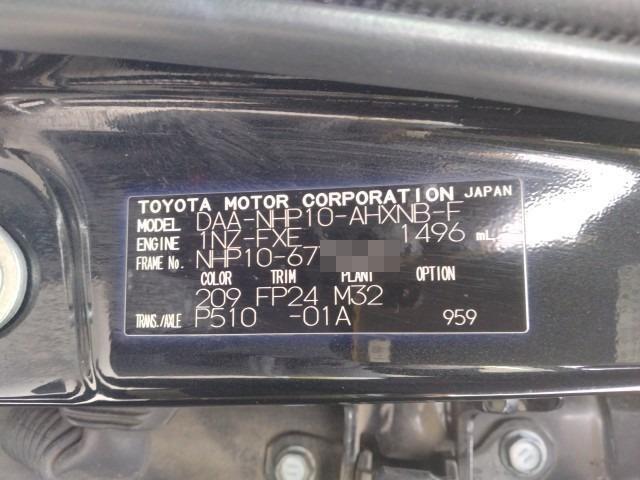 TOYOTA MOTOR CORPORATION JAPAN
MODEL DAA-NHP10-AHXNB-F
ENGINE 1NZ-FXE 1496 mL
FRAME No. NHP10-67
COLOR TRIM PLANT OPTION
209 FP24 M32
TRANS./AXLE P510 -01A 959